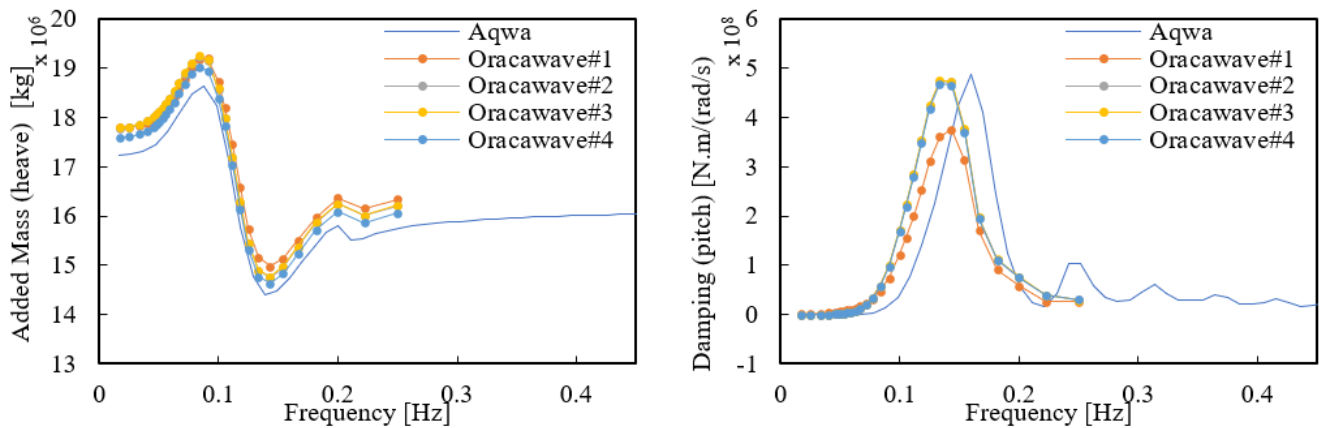 Added Mass (heave) [kg]
x 10^6
20
19
18
17
16
15
14
13
0
0.1
0.2
0.3
0.4
Frequency [Hz]
Aqwa
Oracawave#1
Oracawave#2
Oracawave#3
Oracawave#4
Damping (pitch) [N.m/(rad/s)
x 10^8
6
5
4
3
2
1
0
-1
0
0.1
0.2
0.3
0.4
Frequency [Hz]
Aqwa
Oracawave#1
Oracawave#2
Oracawave#3
Oracawave#4